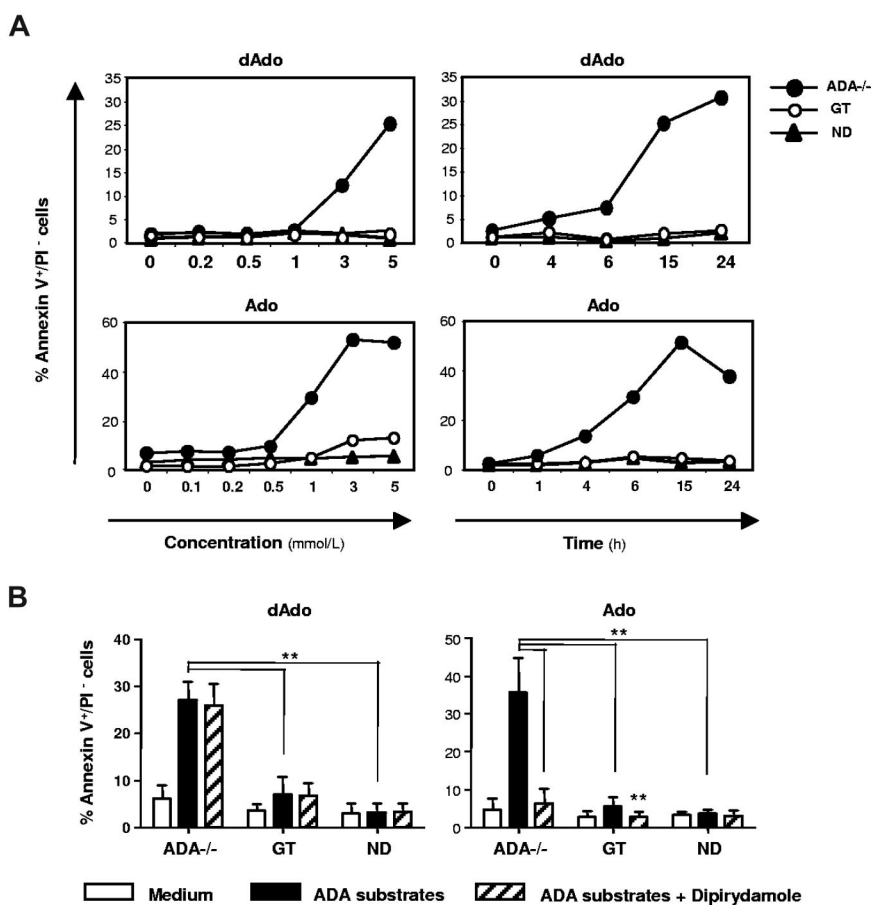 A
dAdo
dAdo
35
30
25
20
15
10
5
0
0 0.2 0.5 1 3 5
35
30
25
20
15
10
5
0
0 4 6 15 24
ADA-/-
GT
ND
% Annexin V+/PI - cells
Ado
Ado
60
40
20
0
0 0.1 0.2 0.5 1 3 5
60
40
20
0
0 1 4 6 15 24
Concentration (mmol/L)
Time (h)
B
dAdo
Ado
% Annexin V+/PI - cells
40
30
20
10
0
**
ADA-/- GT ND
50
40
30
20
10
0
**
**
ADA-/- GT ND
Medium ADA substrates ADA substrates + Dipirydamole